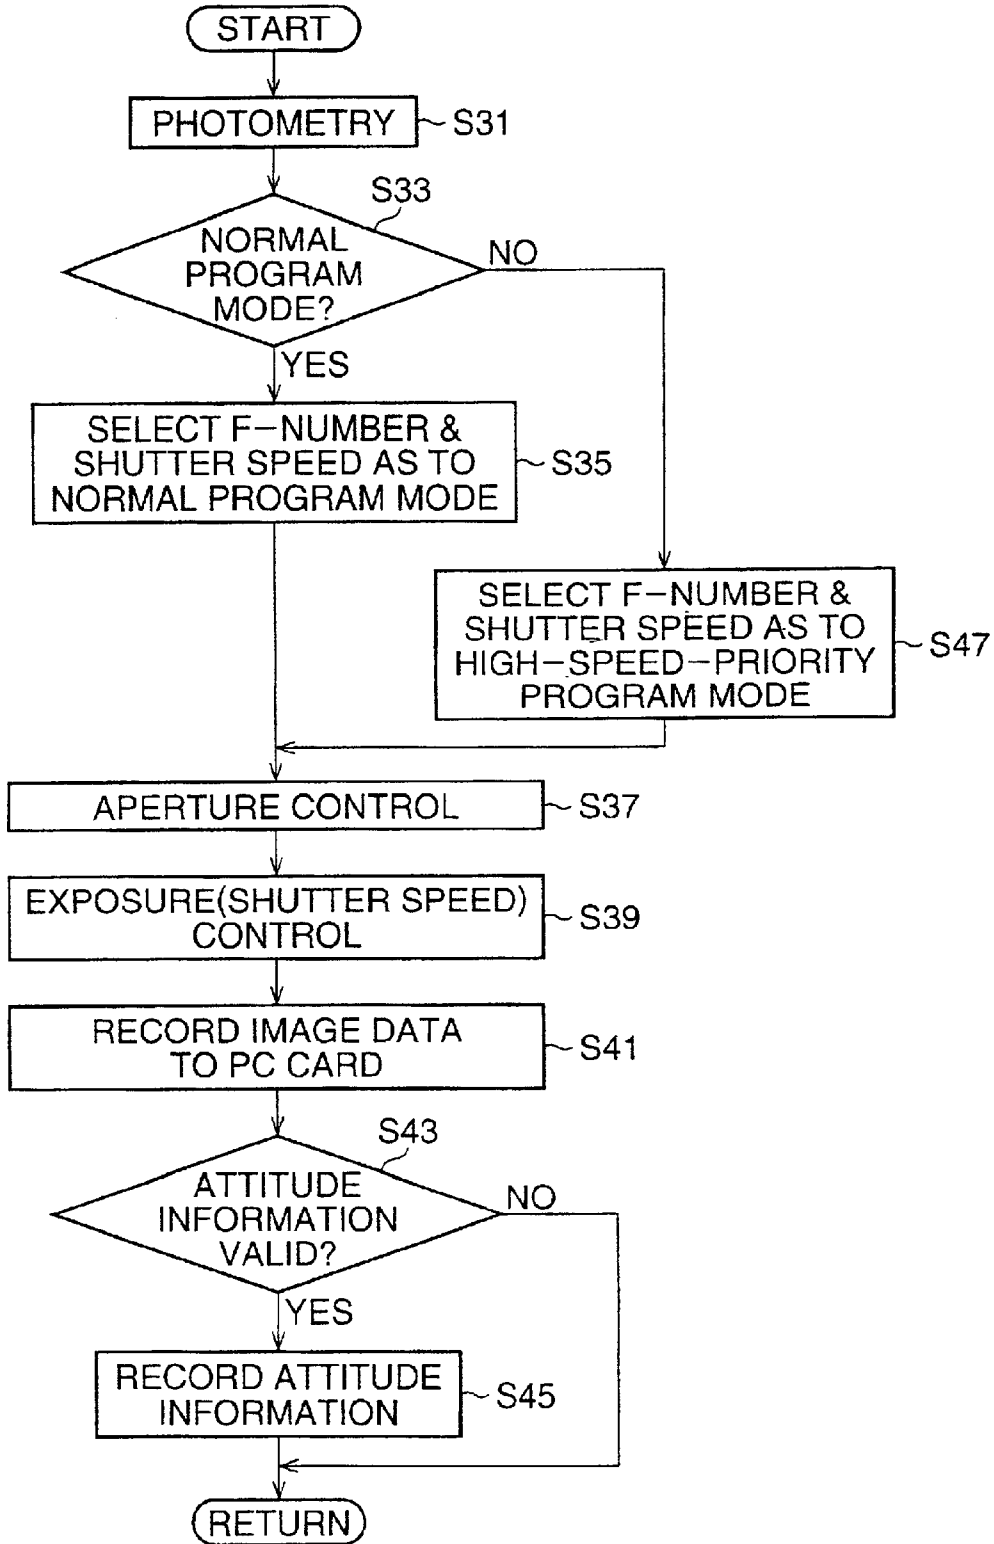 START
PHOTOMETRY
S31
S33
NORMAL
PROGRAM
MODE?
NO
YES
SELECT F-NUMBER &
SHUTTER SPEED AS TO
NORMAL PROGRAM MODE
S35
SELECT F-NUMBER &
SHUTTER SPEED AS TO
HIGH-SPEED-PRIORITY
PROGRAM MODE
S47
APERTURE CONTROL
S37
EXPOSURE(SHUTTER SPEED)
CONTROL
S39
RECORD IMAGE DATA
TO PC CARD
S41
S43
ATTITUDE
INFORMATION
VALID?
NO
YES
RECORD ATTITUDE
INFORMATION
S45
RETURN